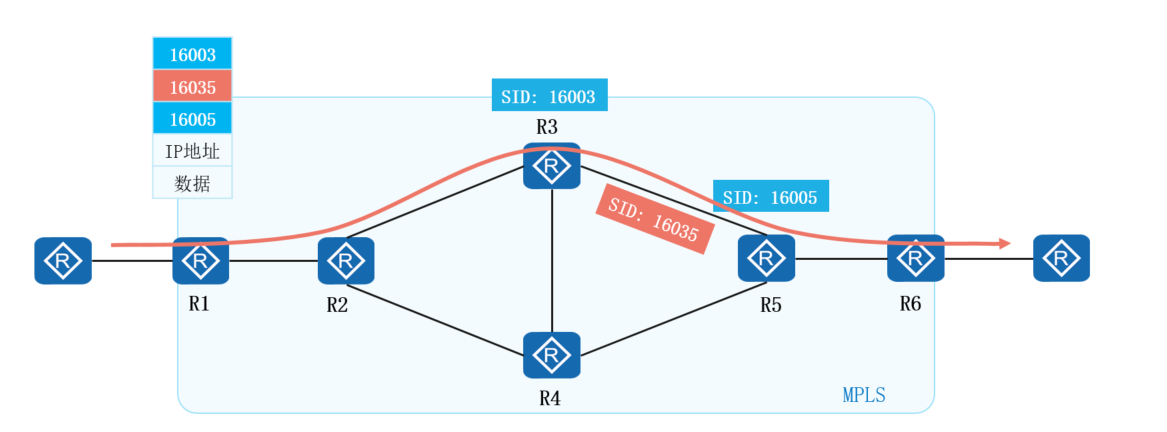 16003
16035
16005
IP地址
数据
SID: 16003
R3
SID: 16035
SID: 16005
R
R
R
R
R
R
R
R
R1
R2
R5
R6
R4
MPLS